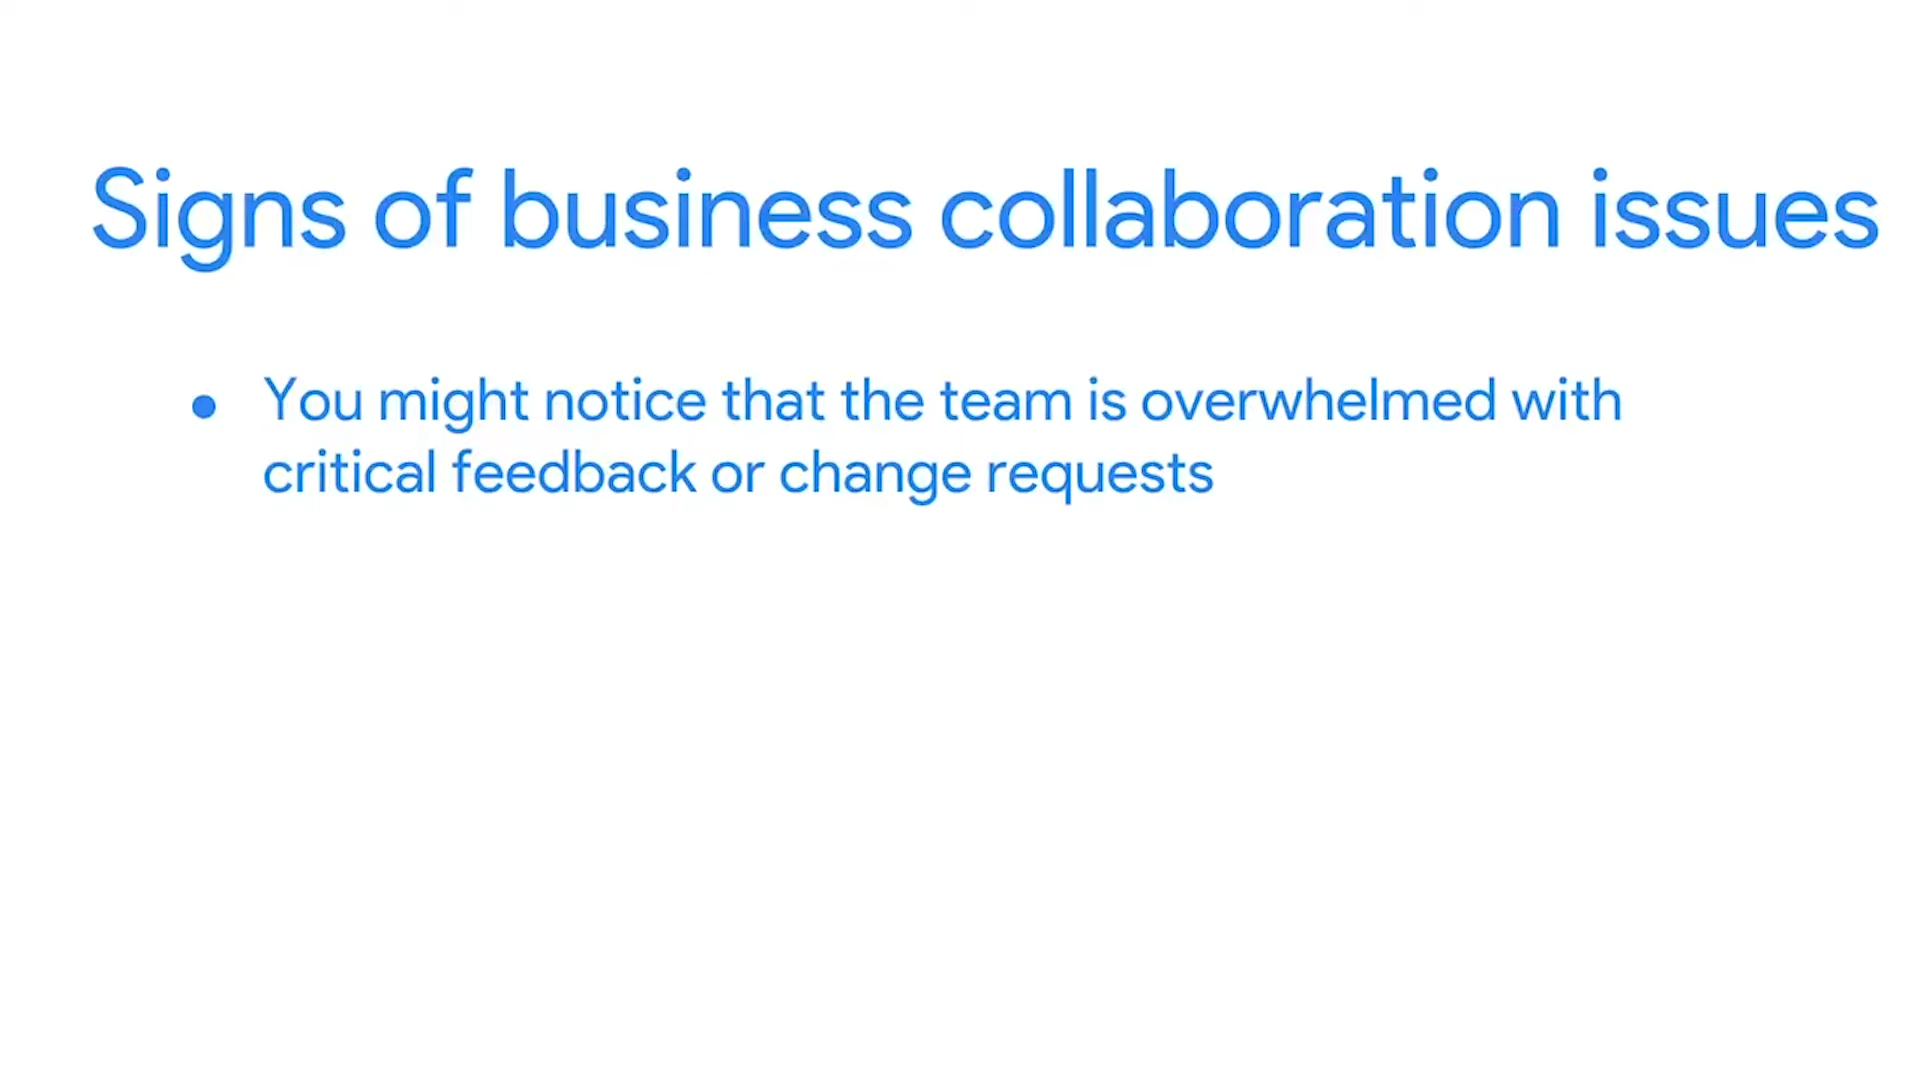 Signs of business collaboration issues
● You might notice that the team is overwhelmed with
critical feedback or change requests